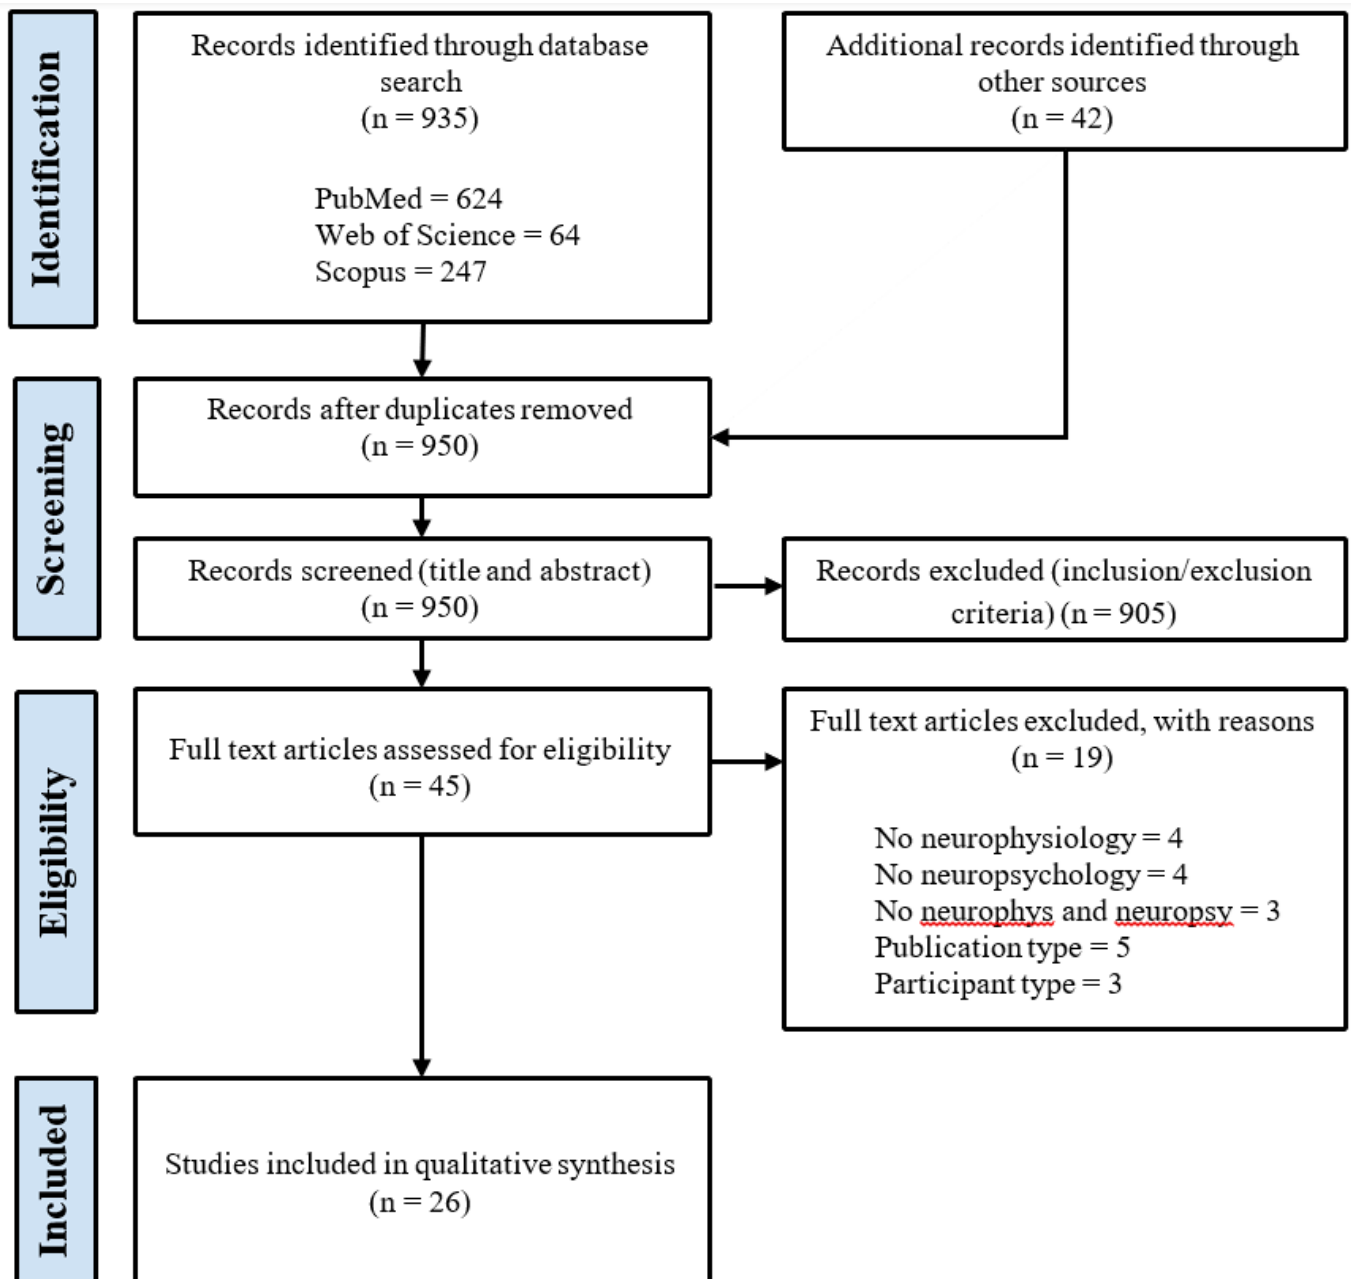 Identification
Records identified through database
search
(n = 935)
PubMed = 624
Web of Science = 64
Scopus = 247
Additional records identified through
other sources
(n = 42)
Screening
Records after duplicates removed
(n = 950)
Records screened (title and abstract)
(n = 950)
Records excluded (inclusion/exclusion
criteria) (n = 905)
Eligibility
Full text articles assessed for eligibility
(n = 45)
Full text articles excluded, with reasons
(n = 19)
No neurophysiology = 4
No neuropsychology = 4
No neurophys and neuropsy = 3
Publication type = 5
Participant type = 3
Included
Studies included in qualitative synthesis
(n = 26)